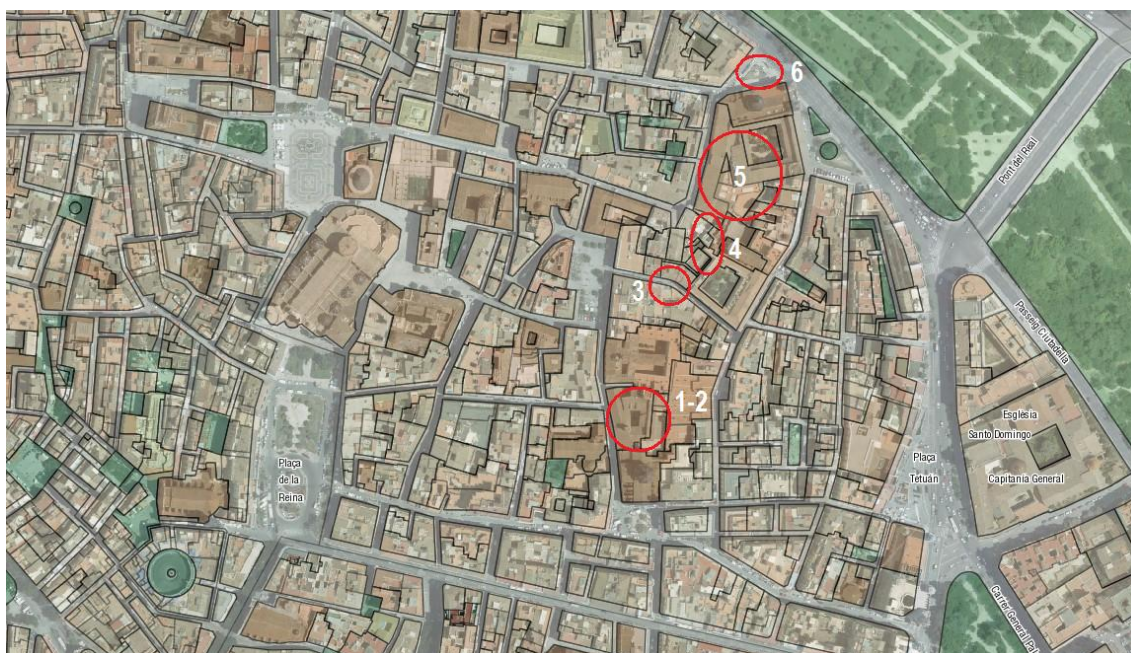 6
5
Pont del Real
4
3
Passeig Ciutadella
1-2
Església
Santo Domingo
Plaça
de la
Reina
Plaça
Tetuán
Capitania General
Carrer General Pal